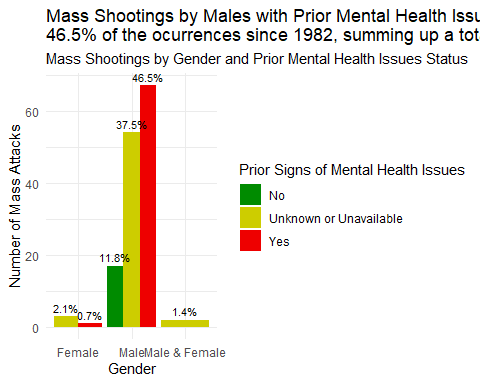 Mass Shootings by Males with Prior Mental Health Issu
46.5% of the ocurrences since 1982, summing up a tot
Mass Shootings by Gender and Prior Mental Health Issues Status
Number of Mass Attacks
60
40
20
0
2.1%
0.7%
11.8%
37.5%
46.5%
1.4%
Female
Male
Male & Female
Gender
Prior Signs of Mental Health Issues
No
Unknown or Unavailable
Yes